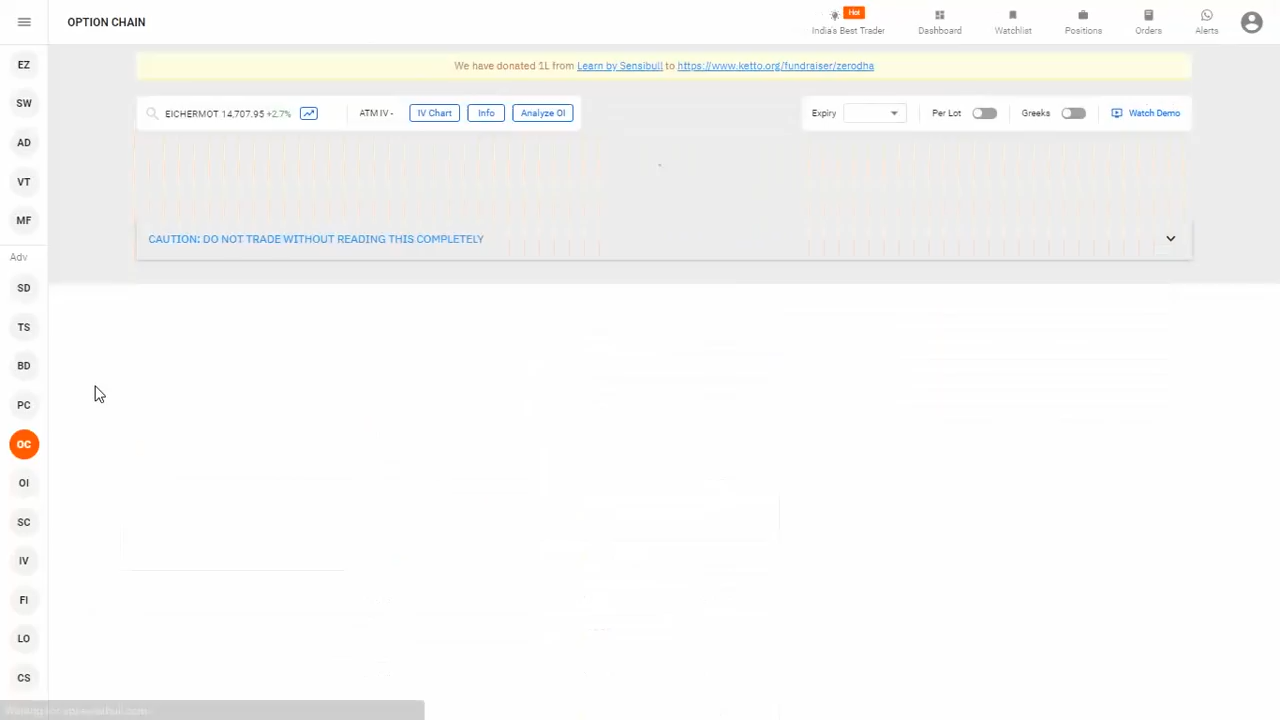 OPTION CHAIN
Hot
India's Best Trader
Dashboard
Watchlist
Positions
Orders
Alerts
EZ
SW
AD
VT
MF
Adv
SD
TS
BD
PC
OC
OI
SC
IV
FI
LO
CS
We have donated 1L from Learn by Sensibull to https://www.ketto.org/fundraiser/zerodha
EICHERMOT 14,707.95 +2.7%
ATM IV -
IV Chart
Info
Analyze OI
Expiry
Per Lot
Greeks
Watch Demo
CAUTION: DO NOT TRADE WITHOUT READING THIS COMPLETELY